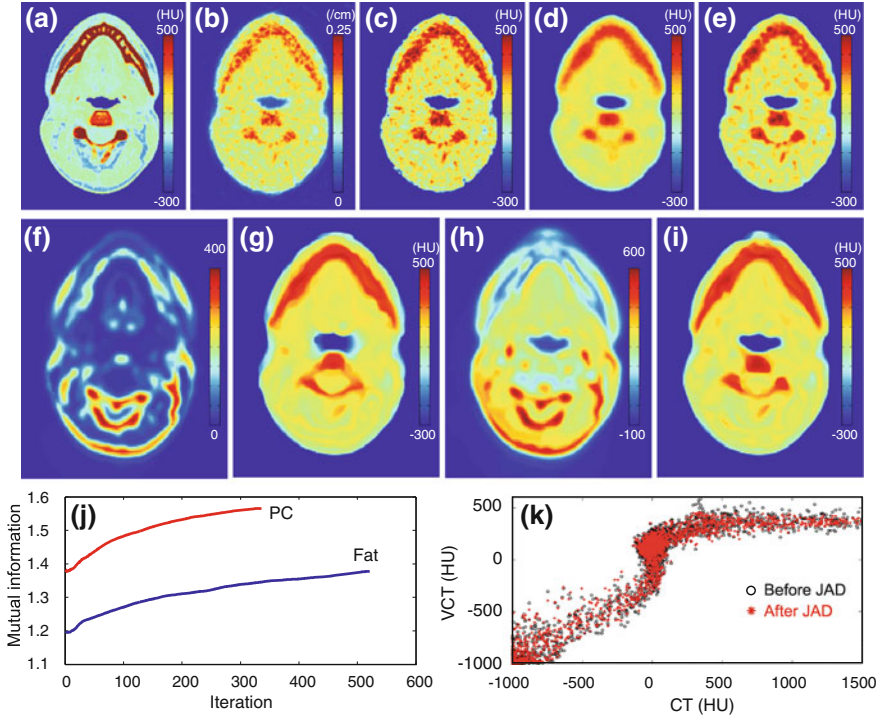 (a) (HU) 500 -300
(b) (/cm) 0.25 0
(c) (HU) 500 -300
(d) (HU) 500 -300
(e) (HU) 500 -300
(f) 400 0
(g) (HU) 500 -300
(h) 600 -100
(i) (HU) 500 -300
(j)
Mutual information
1.6
1.5
1.4
1.3
1.2
1.1
PC
Fat
0 100 200 300 400 500 600
Iteration
(k)
VCT (HU)
500
0
-500
-1000
Before JAD
After JAD
-1000 -500 0 500 1000 1500
CT (HU)